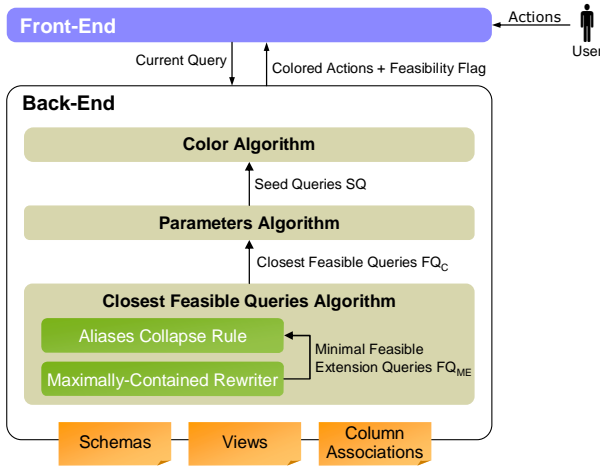 Front-End
Actions
User
Current Query
Colored Actions + Feasibility Flag
Back-End
Color Algorithm
Seed Queries SQ
Parameters Algorithm
Closest Feasible Queries FQC
Closest Feasible Queries Algorithm
Aliases Collapse Rule
Maximally-Contained Rewriter
Minimal Feasible
Extension Queries FQME
Schemas
Views
Column
Associations